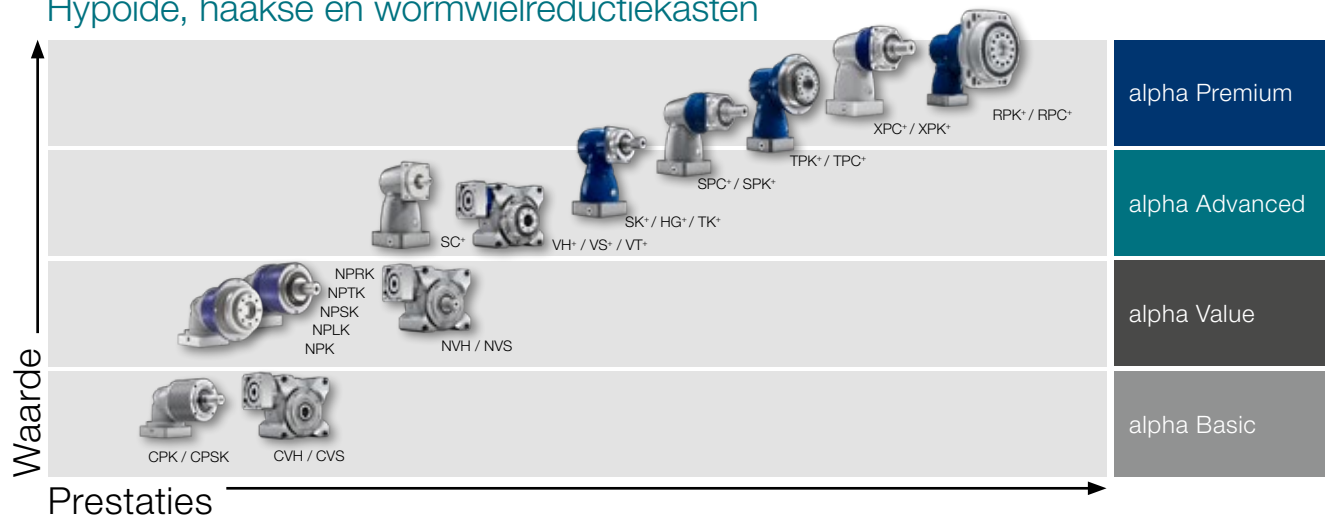 Hypoïde, haakse en wormwielreductiekasten
alpha Premium
RPK⁺ / RPC⁺
XPC⁺ / XPK⁺
TPK⁺ / TPC⁺
alpha Advanced
SPC⁺ / SPK⁺
SK⁺ / HG⁺ / TK⁺
SC⁺
VH⁺ / VS⁺ / VT⁺
NPRK
NPTK
NPSK
NPLK
NPK
NVH / NVS
alpha Value
CPK / CPSK
CVH / CVS
alpha Basic
Waarde
Prestaties